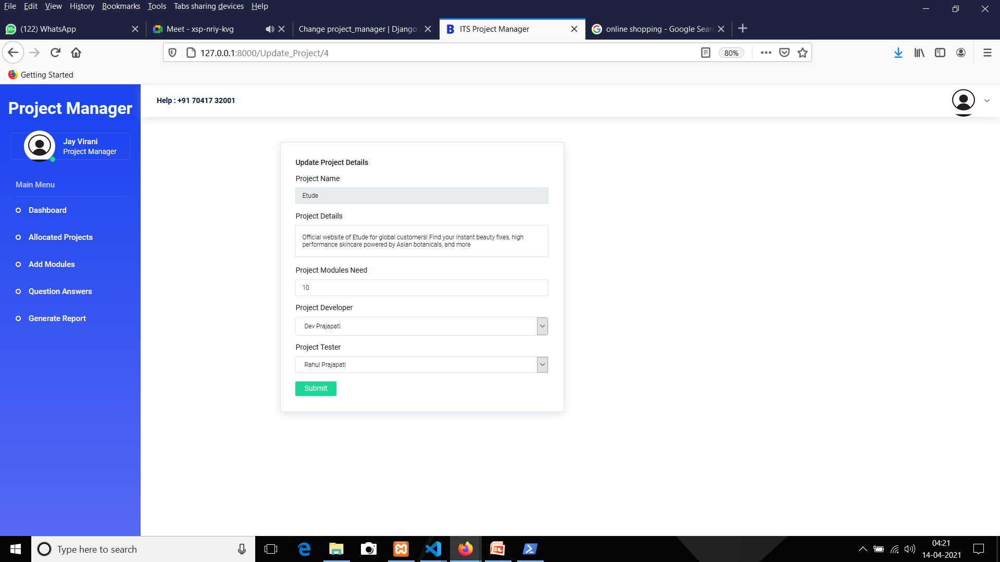 File Edit View History Bookmarks Tools Tabs sharing devices Help
(122) WhatsApp
Meet - xsp-nriy-kvg
Change project_manager | Django
ITS Project Manager
online shopping - Google Sear
127.0.0.1:8000/Update_Project/4
80%
Getting Started
Project Manager
Help : +91 70417 32001
Jay Virani
Project Manager
Main Menu
Dashboard
Allocated Projects
Add Modules
Question Answers
Generate Report
Update Project Details
Project Name
Etude
Project Details
Official website of Etude for global customers! Find your instant beauty fixes, high
performance skincare powered by Asian botanicals, and more
Project Modules Need
10
Project Developer
Dev Prajapati
Project Tester
Rahul Prajapati
Submit
Type here to search
04:21
14-04-2021